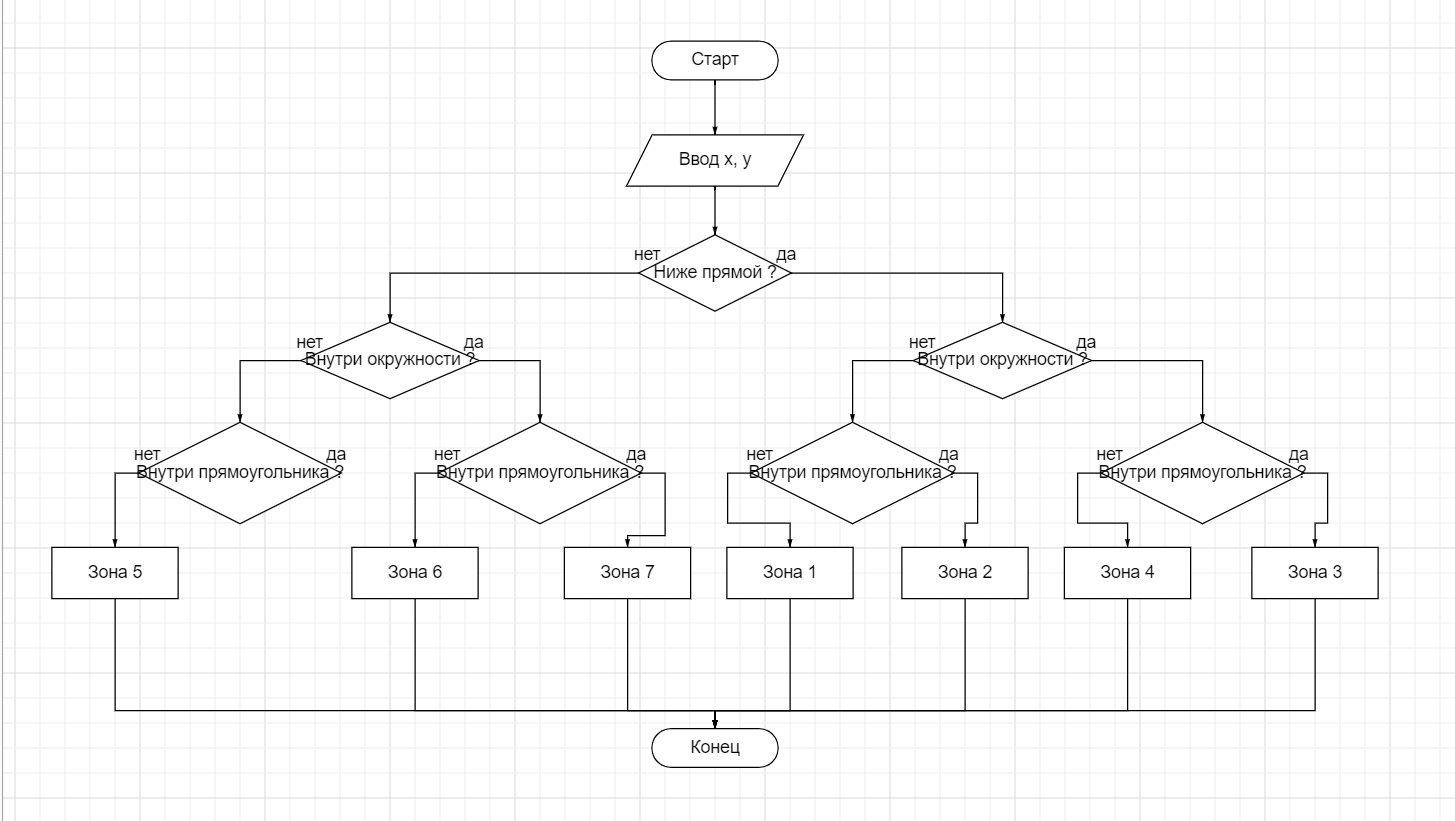 Старт
Ввод x, y
нет
да
Ниже прямой ?
нет
да
Внутри окружности ?
нет
да
Внутри окружности ?
нет
да
Внутри прямоугольника ?
нет
да
Внутри прямоугольника ?
нет
да
Внутри прямоугольника ?
нет
да
Внутри прямоугольника ?
Зона 5
Зона 6
Зона 7
Зона 1
Зона 2
Зона 4
Зона 3
Конец